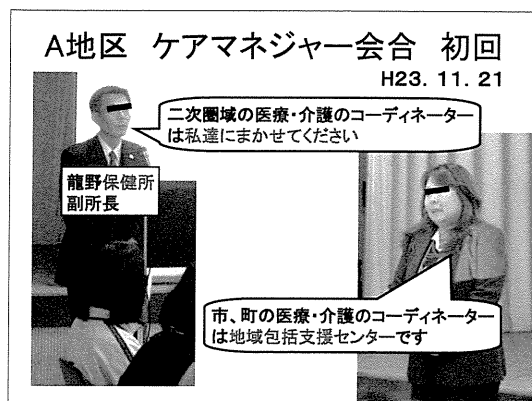 A地区 ケアマネジャー会合 初回
H23. 11. 21
二次圏域の医療・介護のコーディネーター
は私達にまかせてください
龍野保健所
副所長
市、町の医療・介護のコーディネーター
は地域包括支援センターです